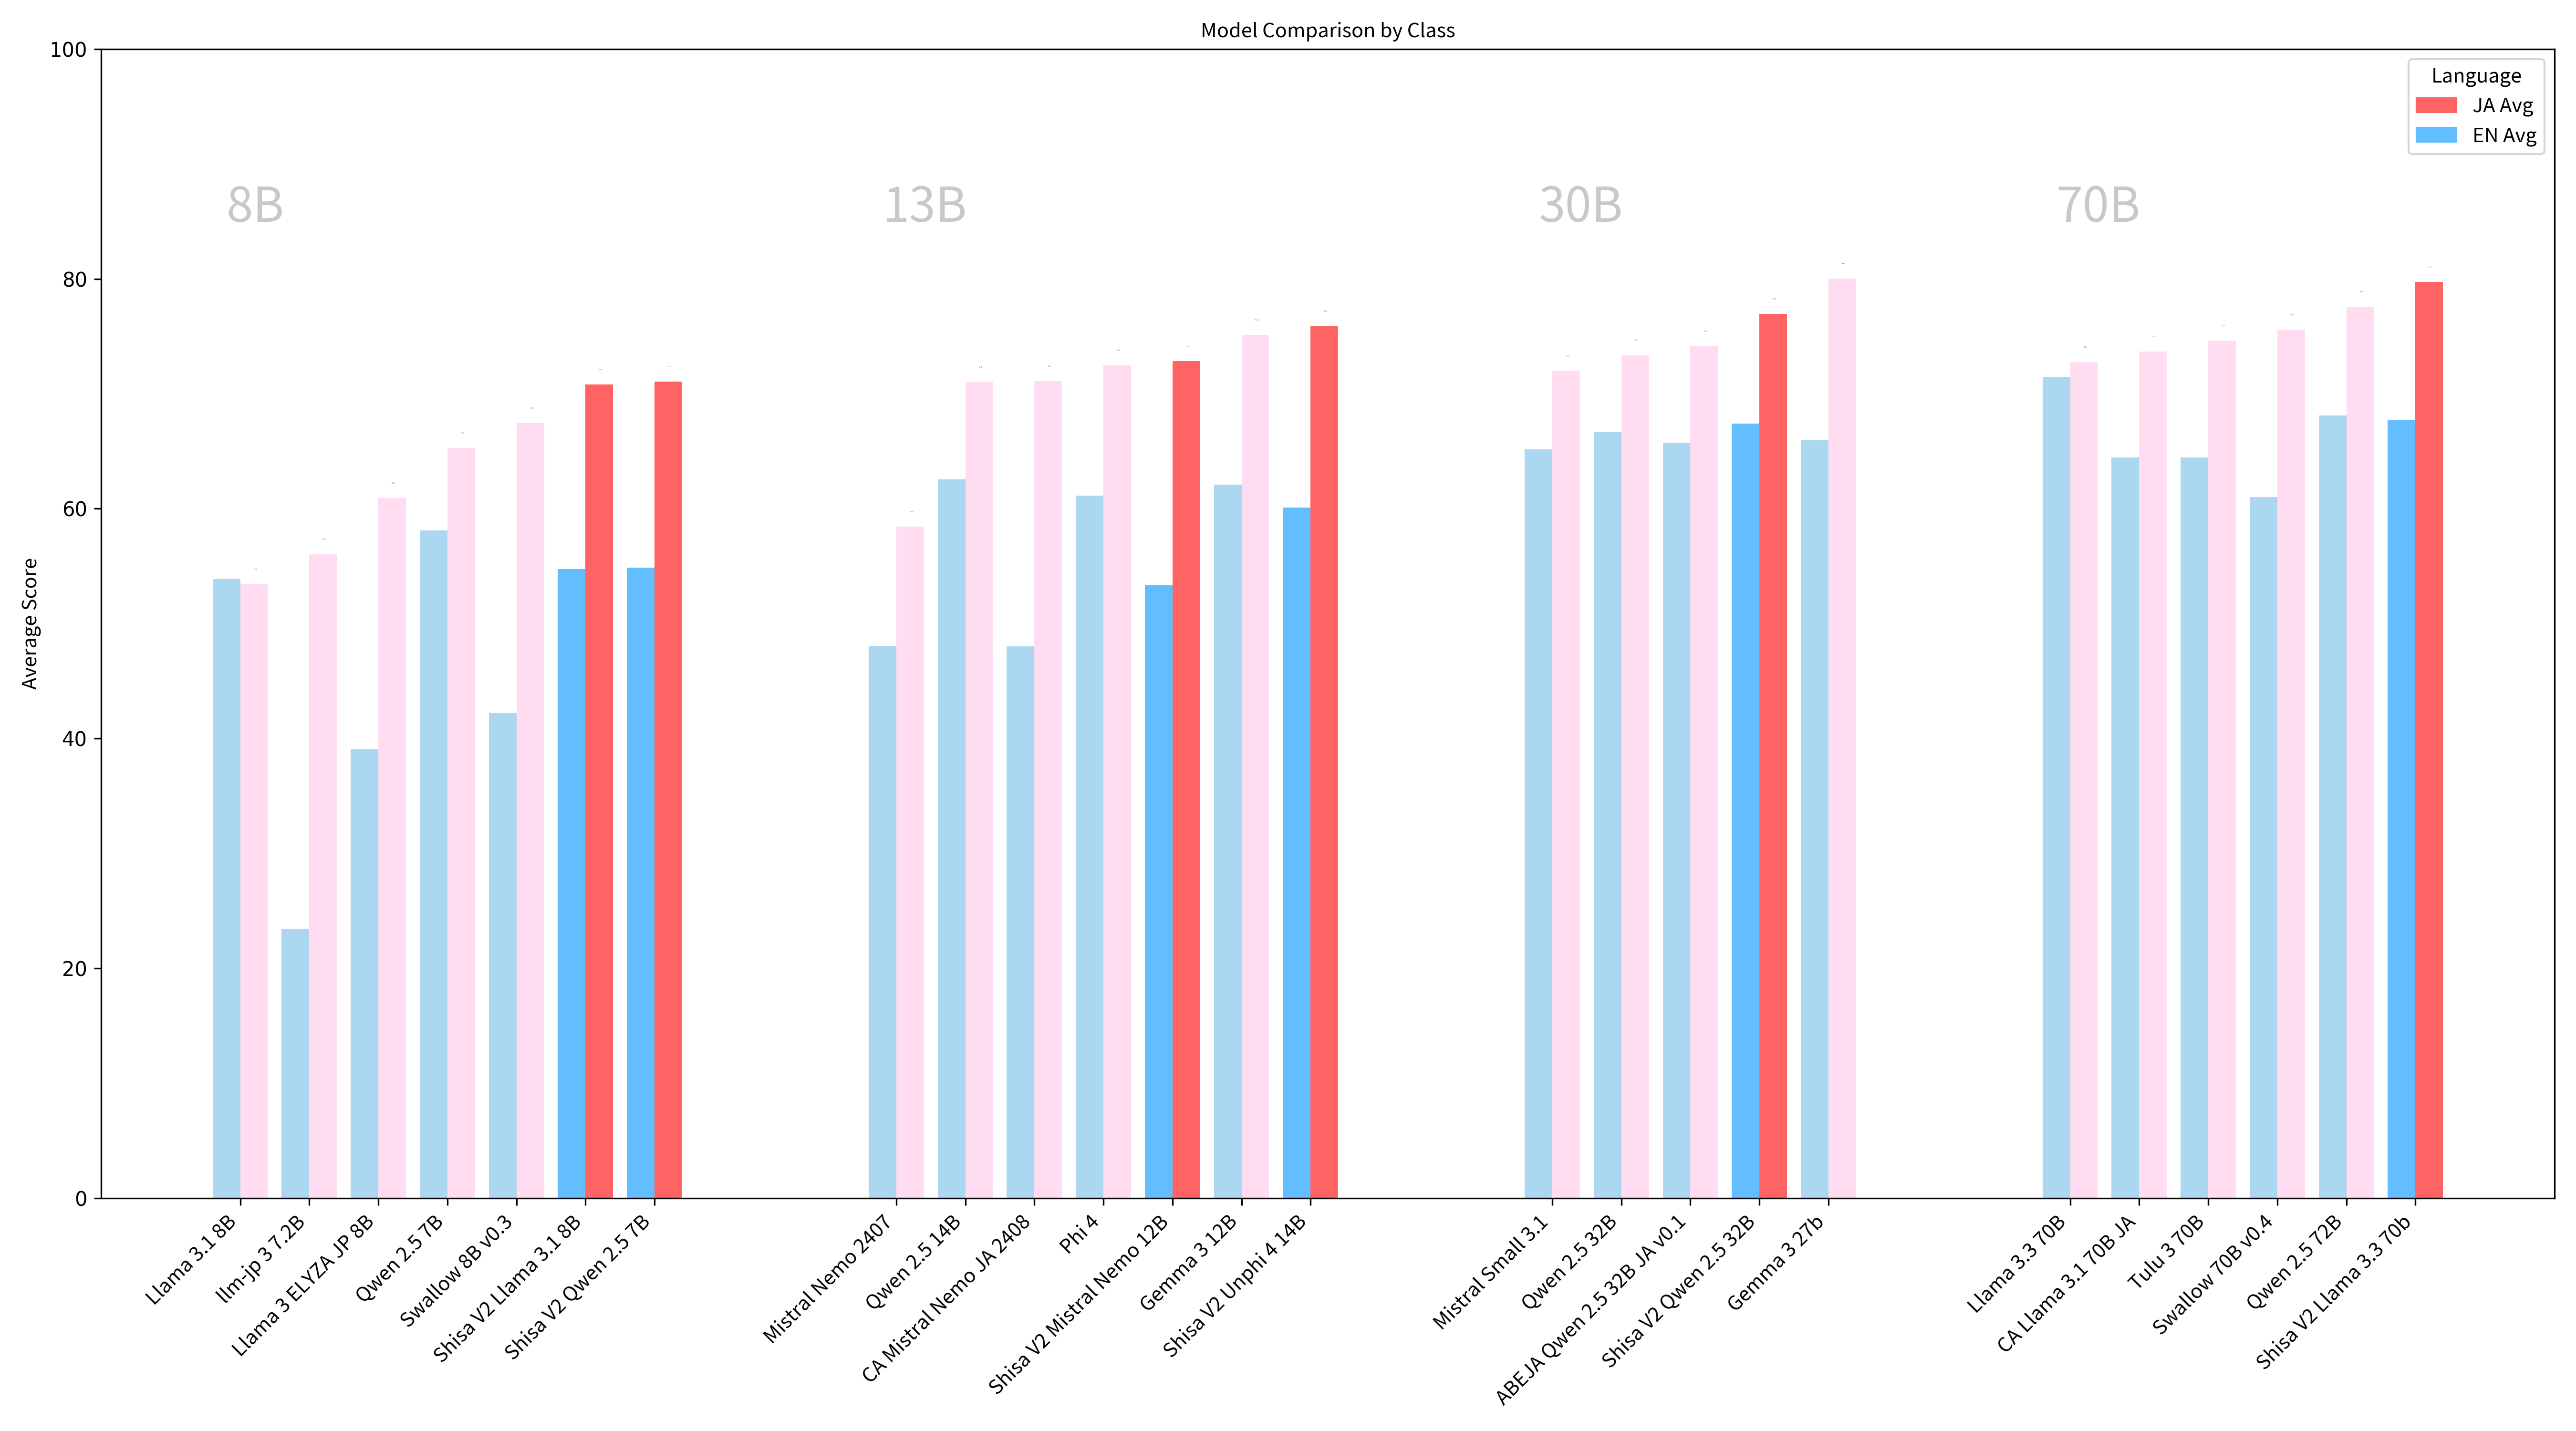 Model Comparison by Class
Language
JA Avg
EN Avg
100
80
60
40
20
0
Average Score
8B
13B
30B
70B
Llama 3.1 8B
llm-jp 3 7.2B
Llama 3 ELYZA JP 8B
Qwen 2.5 7B
Swallow 8B v0.3
Shisa V2 Llama 3.1 8B
Shisa V2 Qwen 2.5 7B
Mistral Nemo 2407
Qwen 2.5 14B
CA Mistral Nemo JA 2408
Phi 4
Shisa V2 Mistral Nemo 12B
Gemma 3 12B
Shisa V2 Unphi 4 14B
Mistral Small 3.1
Qwen 2.5 32B
ABEJA Qwen 2.5 32B JA v0.1
Shisa V2 Qwen 2.5 32B
Gemma 3 27b
Llama 3.3 70B
CA Llama 3.1 70B JA
Tulu 3 70B
Swallow 70B v0.4
Qwen 2.5 72B
Shisa V2 Llama 3.3 70b